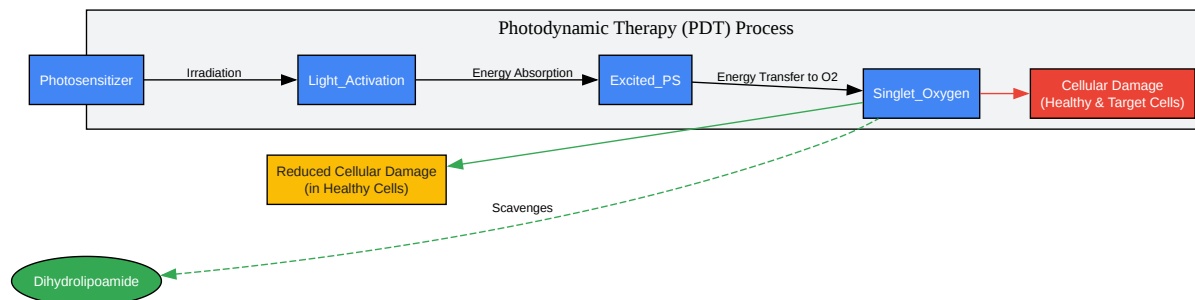 Photodynamic Therapy (PDT) Process
Photosensitizer
Irradiation
Light_Activation
Energy Absorption
Excited_PS
Energy Transfer to O2
Singlet_Oxygen
Cellular Damage
(Healthy & Target Cells)
Reduced Cellular Damage
(in Healthy Cells)
Scavenges
Dihydrolipoamide